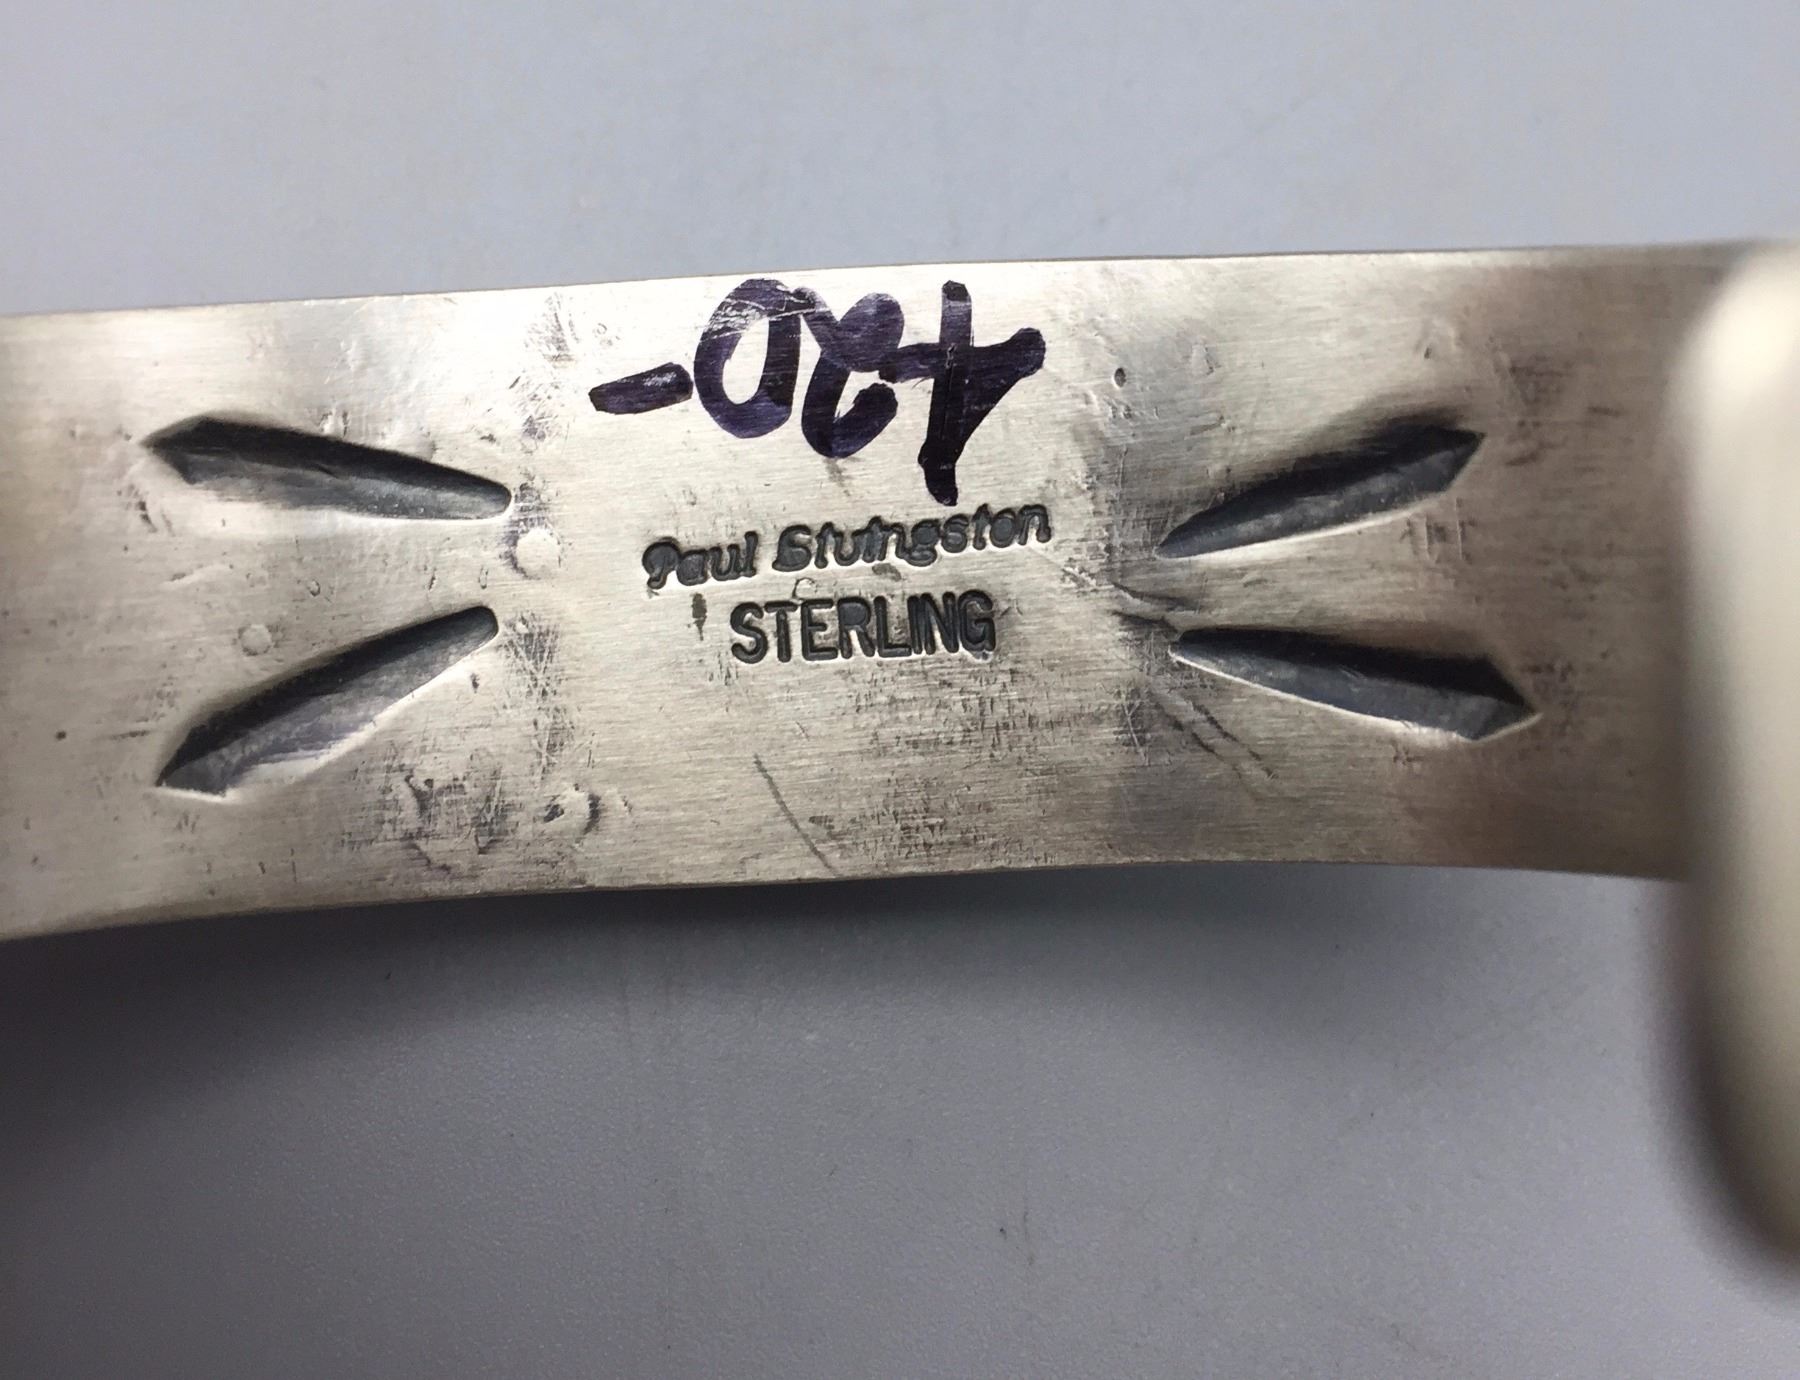 420-
Paul Livingston
STERLING